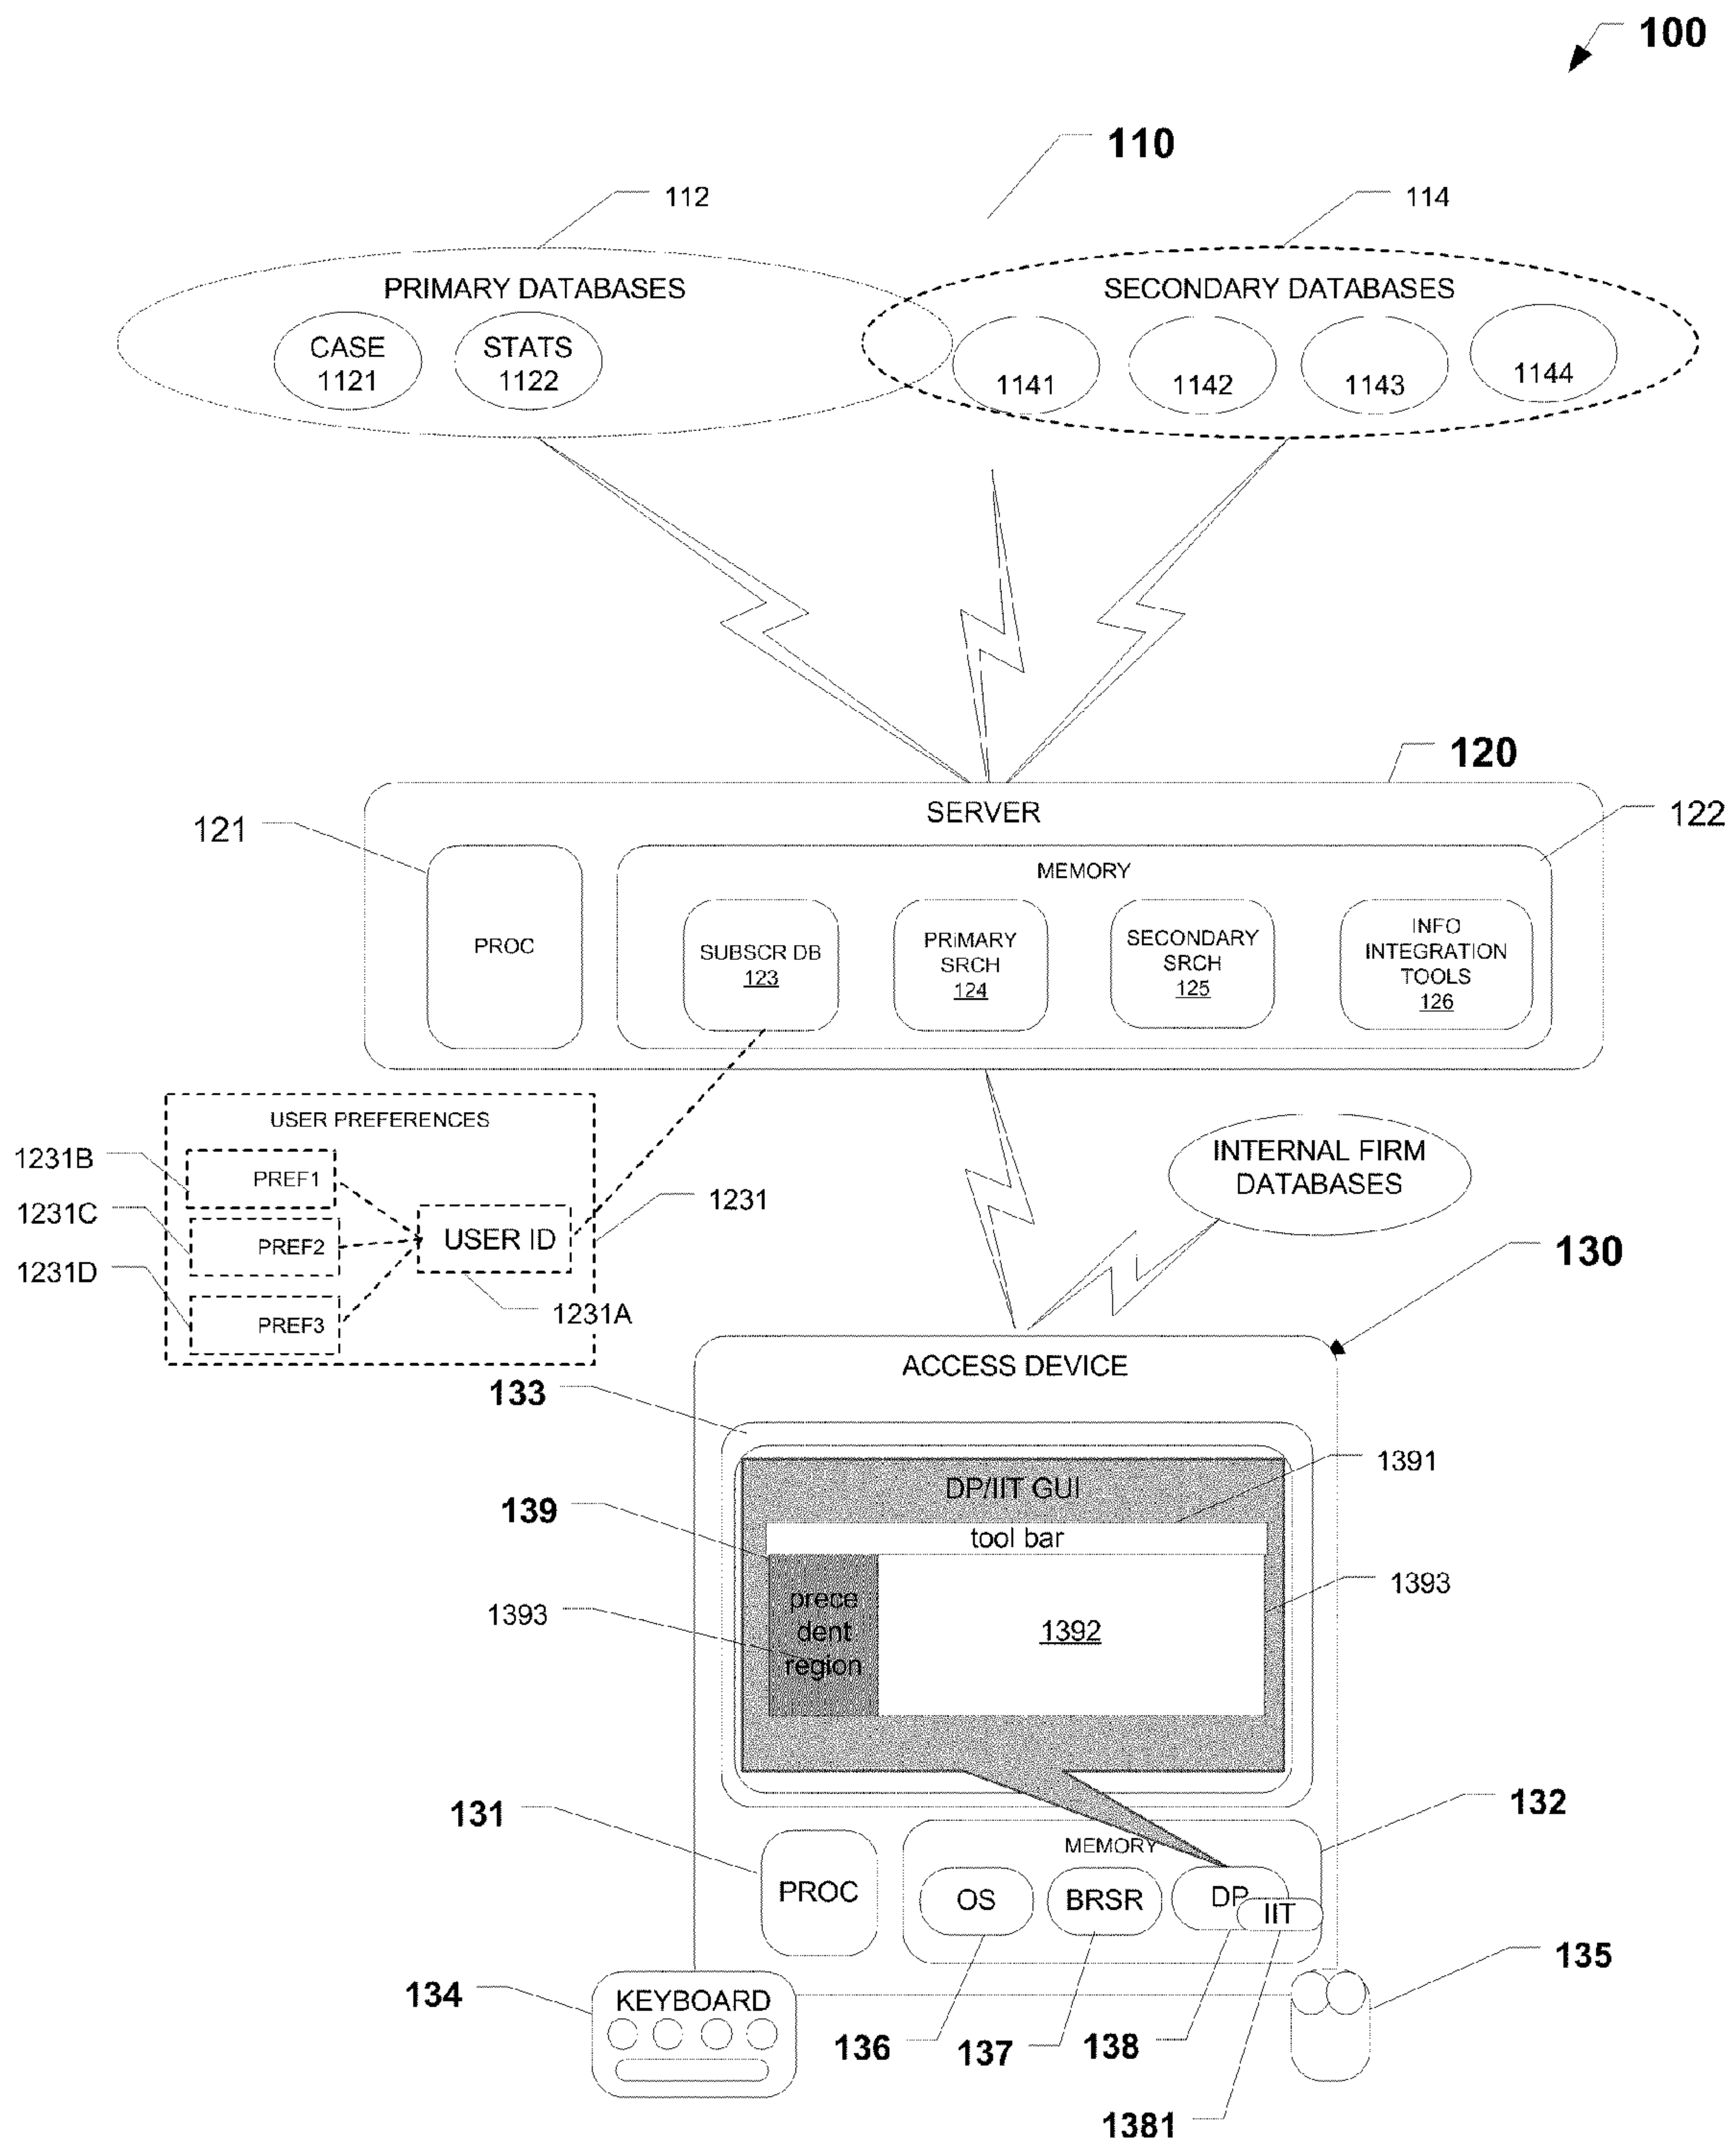 100
110
112
114
PRIMARY DATABASES
SECONDARY DATABASES
CASE
1121
STATS
1122
1141
1142
1143
1144
120
SERVER
121
122
MEMORY
PROC
SUBSCR DB
123
PRiMARY
SRCH
124
SECONDARY
SRCH
125
INFO
INTEGRATION
TOOLS
126
USER PREFERENCES
1231B
PREF1
1231C
PREF2
1231D
PREF3
USER ID
1231
1231A
INTERNAL FIRM
DATABASES
130
ACCESS DEVICE
133
DP/IIT GUI
1391
139
tool bar
1393
prece
dent
region
1392
1393
131
132
MEMORY
PROC
OS
BRSR
DP
IIT
134
KEYBOARD
135
136
137
138
1381